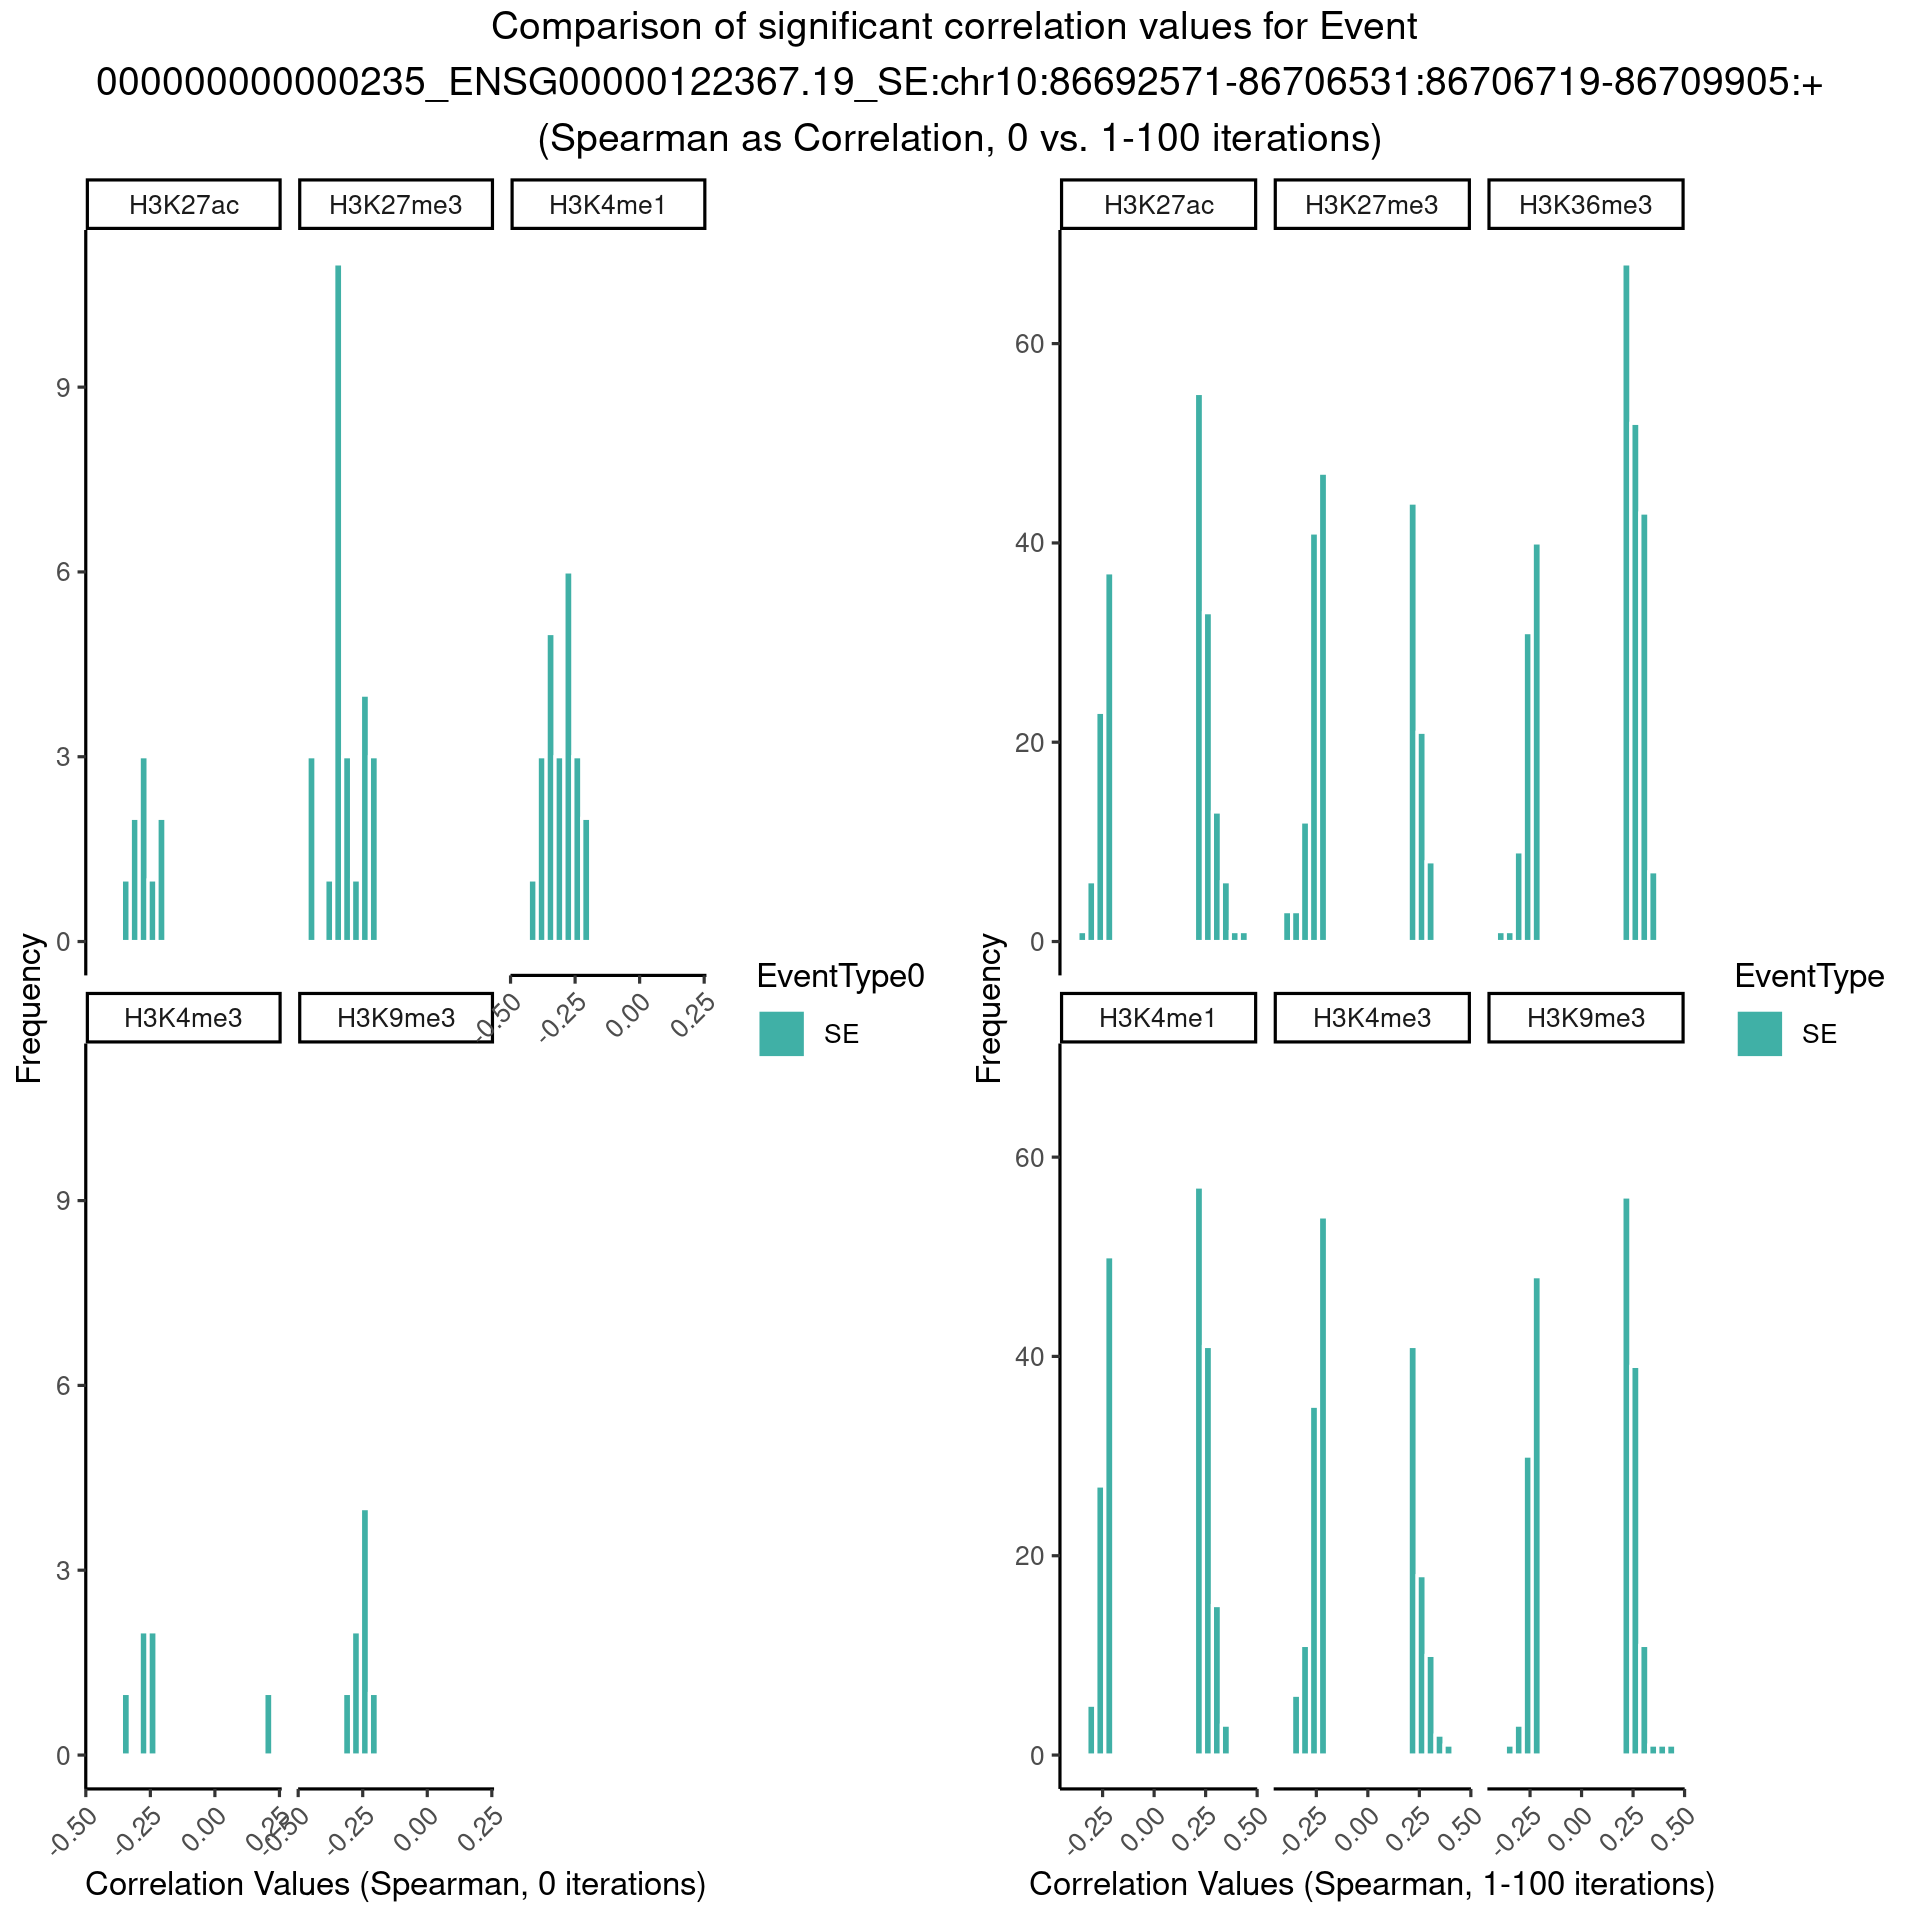 Comparison of significant correlation values for Event
000000000000235_ENSG00000122367.19_SE:chr10:86692571-86706531:86706719-86709905:+
(Spearman as Correlation, 0 vs. 1-100 iterations)
H3K27ac H3K27me3 H3K4me1
9
6
3
0
-0.50 -0.25 0.00 0.25
H3K4me3 H3K9me3
9
6
3
0
-0.50 -0.25 0.00 0.25 -0.50 -0.25 0.00 0.25
Frequency
Correlation Values (Spearman, 0 iterations)
EventType0
SE
H3K27ac H3K27me3 H3K36me3
60
40
20
0
H3K4me1 H3K4me3 H3K9me3
60
40
20
0
-0.25 0.00 0.25 0.50 -0.25 0.00 0.25 0.50 -0.25 0.00 0.25 0.50
Frequency
Correlation Values (Spearman, 1-100 iterations)
EventType
SE